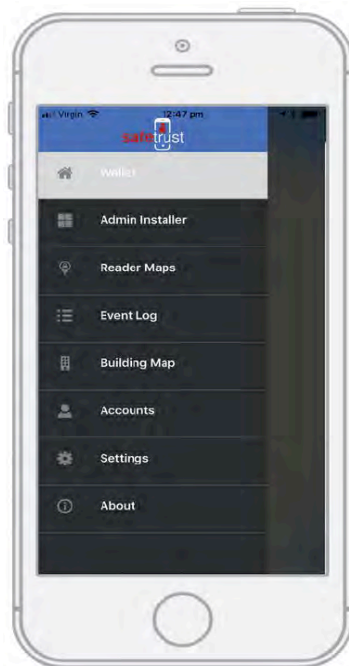 Virgin 12:47 pm
safetrust
Wallet
Admin Installer
Reader Maps
Event Log
Building Map
Accounts
Settings
About